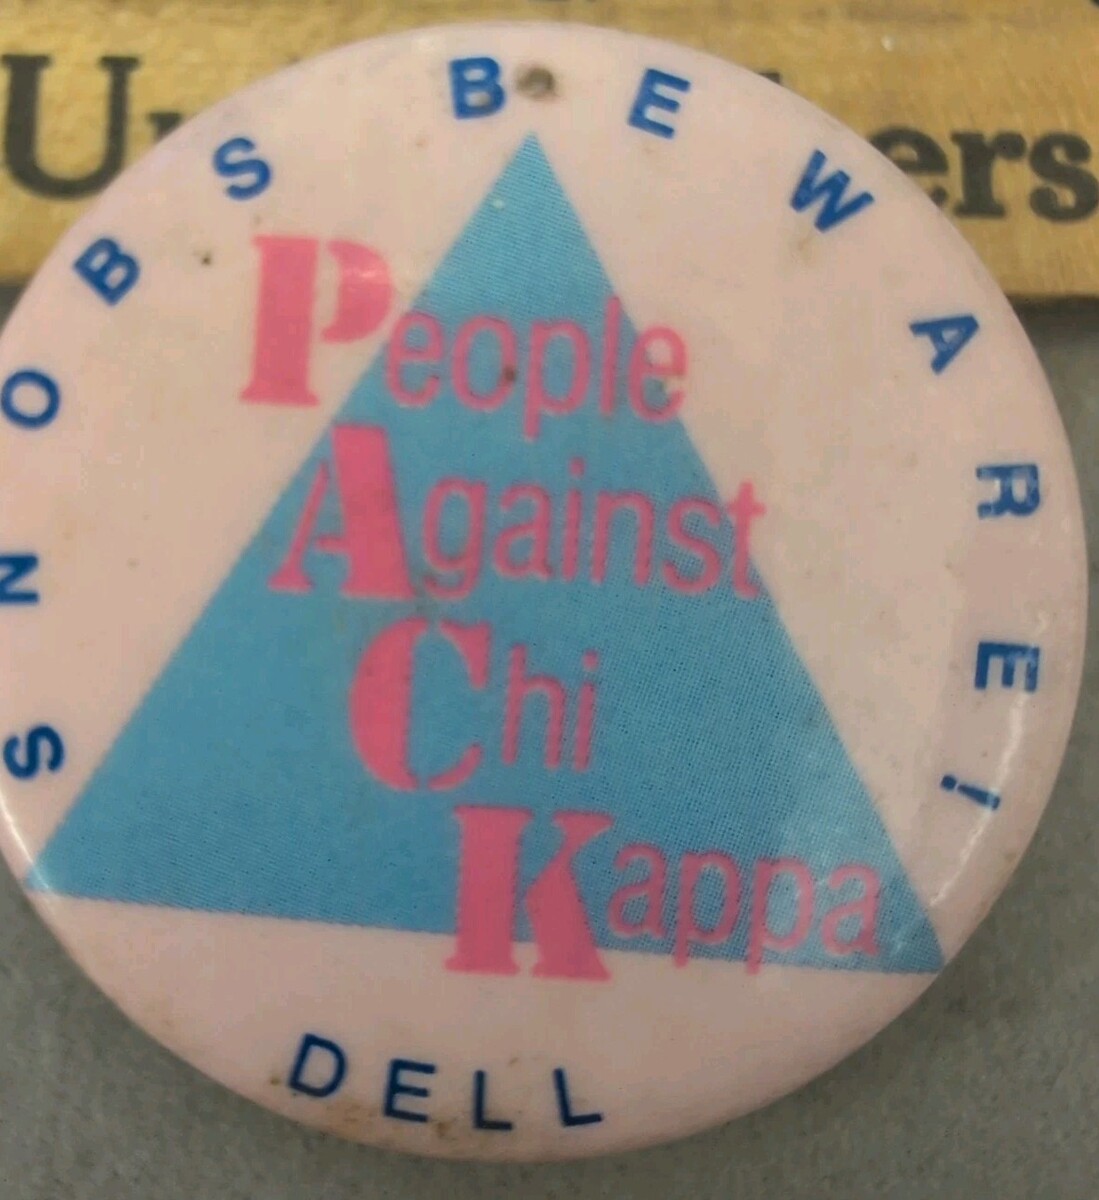 SNOBS BEWARE!
People
Against
Chi
Kappa
DELL